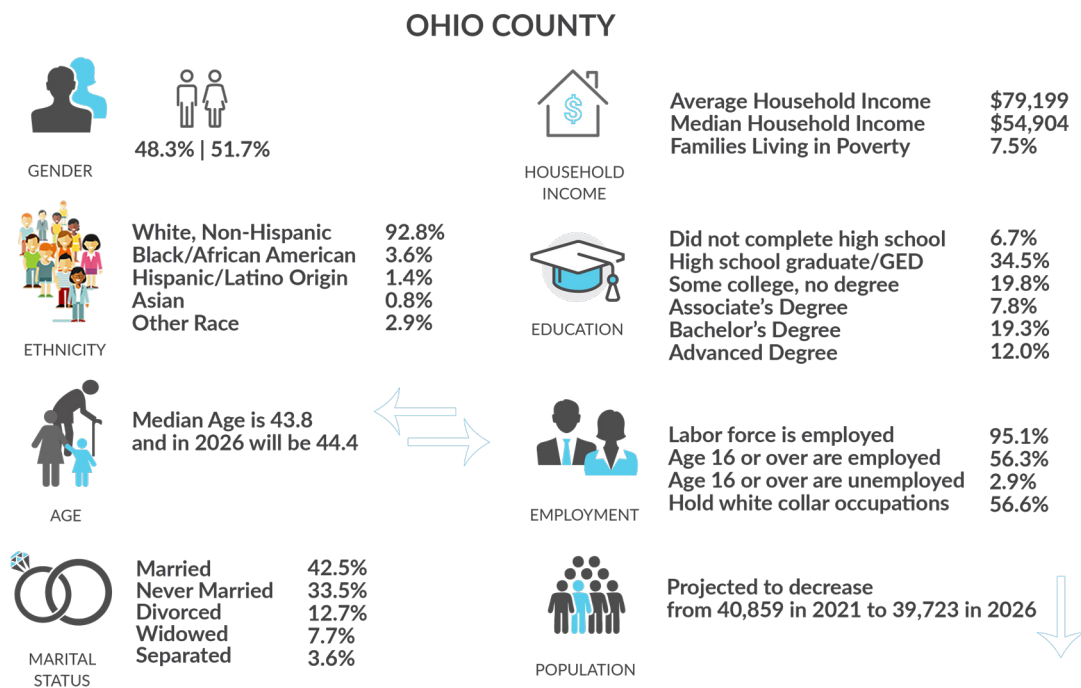 OHIO COUNTY
48.3% | 51.7%
GENDER
White, Non-Hispanic 92.8%
Black/African American 3.6%
Hispanic/Latino Origin 1.4%
Asian 0.8%
Other Race 2.9%
ETHNICITY
Median Age is 43.8
and in 2026 will be 44.4
AGE
Married 42.5%
Never Married 33.5%
Divorced 12.7%
Widowed 7.7%
Separated 3.6%
MARITAL
STATUS
$
Average Household Income $79,199
Median Household Income $54,904
Families Living in Poverty 7.5%
HOUSEHOLD
INCOME
Did not complete high school 6.7%
High school graduate/GED 34.5%
Some college, no degree 19.8%
Associate's Degree 7.8%
Bachelor's Degree 19.3%
Advanced Degree 12.0%
EDUCATION
Labor force is employed 95.1%
Age 16 or over are employed 56.3%
Age 16 or over are unemployed 2.9%
Hold white collar occupations 56.6%
EMPLOYMENT
Projected to decrease
from 40,859 in 2021 to 39,723 in 2026
POPULATION